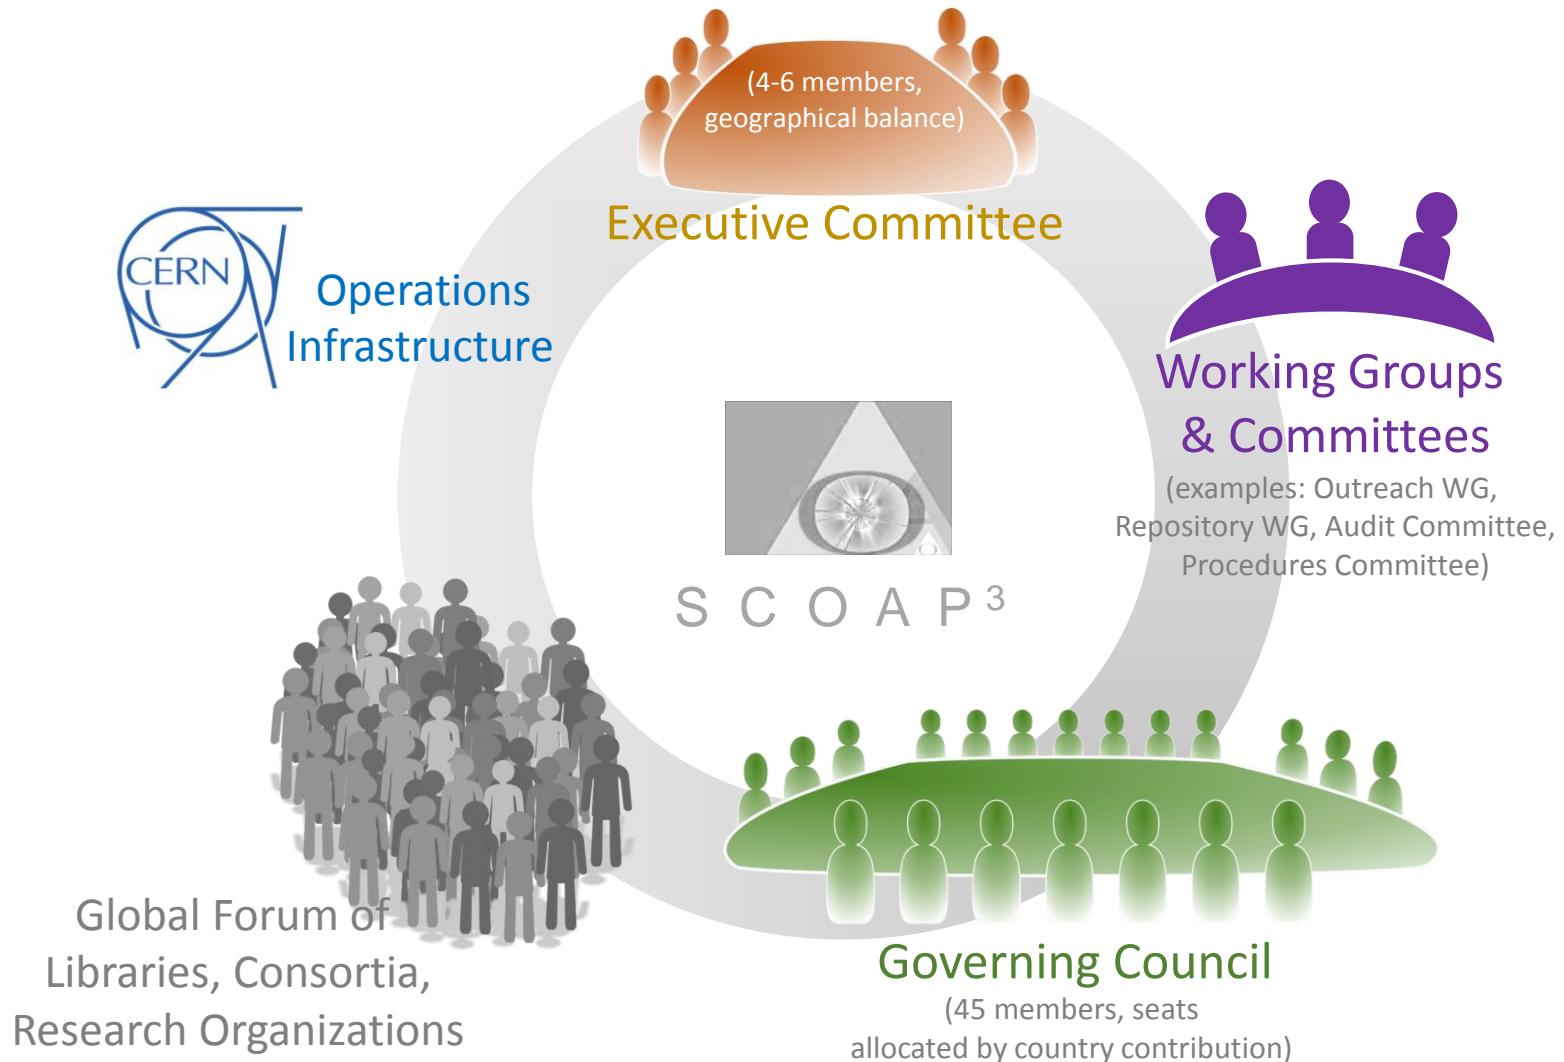 (4-6 members,
geographical balance)
Executive Committee
CERN
Operations
Infrastructure
Working Groups
& Committees
(examples: Outreach WG,
Repository WG, Audit Committee,
Procedures Committee)
S C O A P 3
Global Forum of
Libraries, Consortia,
Research Organizations
Governing Council
(45 members, seats
allocated by country contribution)